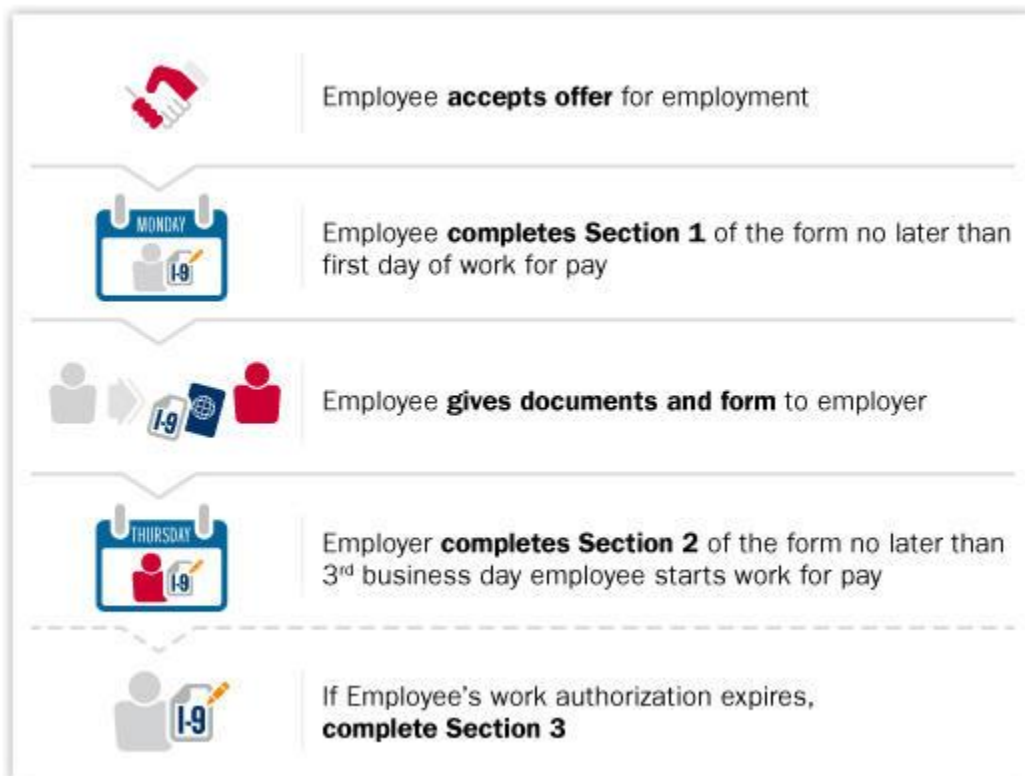 Employee accepts offer for employment
MONDAY
I-9
Employee completes Section 1 of the form no later than
first day of work for pay
I-9
Employee gives documents and form to employer
THURSDAY
I-9
Employer completes Section 2 of the form no later than
3rd business day employee starts work for pay
I-9
If Employee's work authorization expires,
complete Section 3